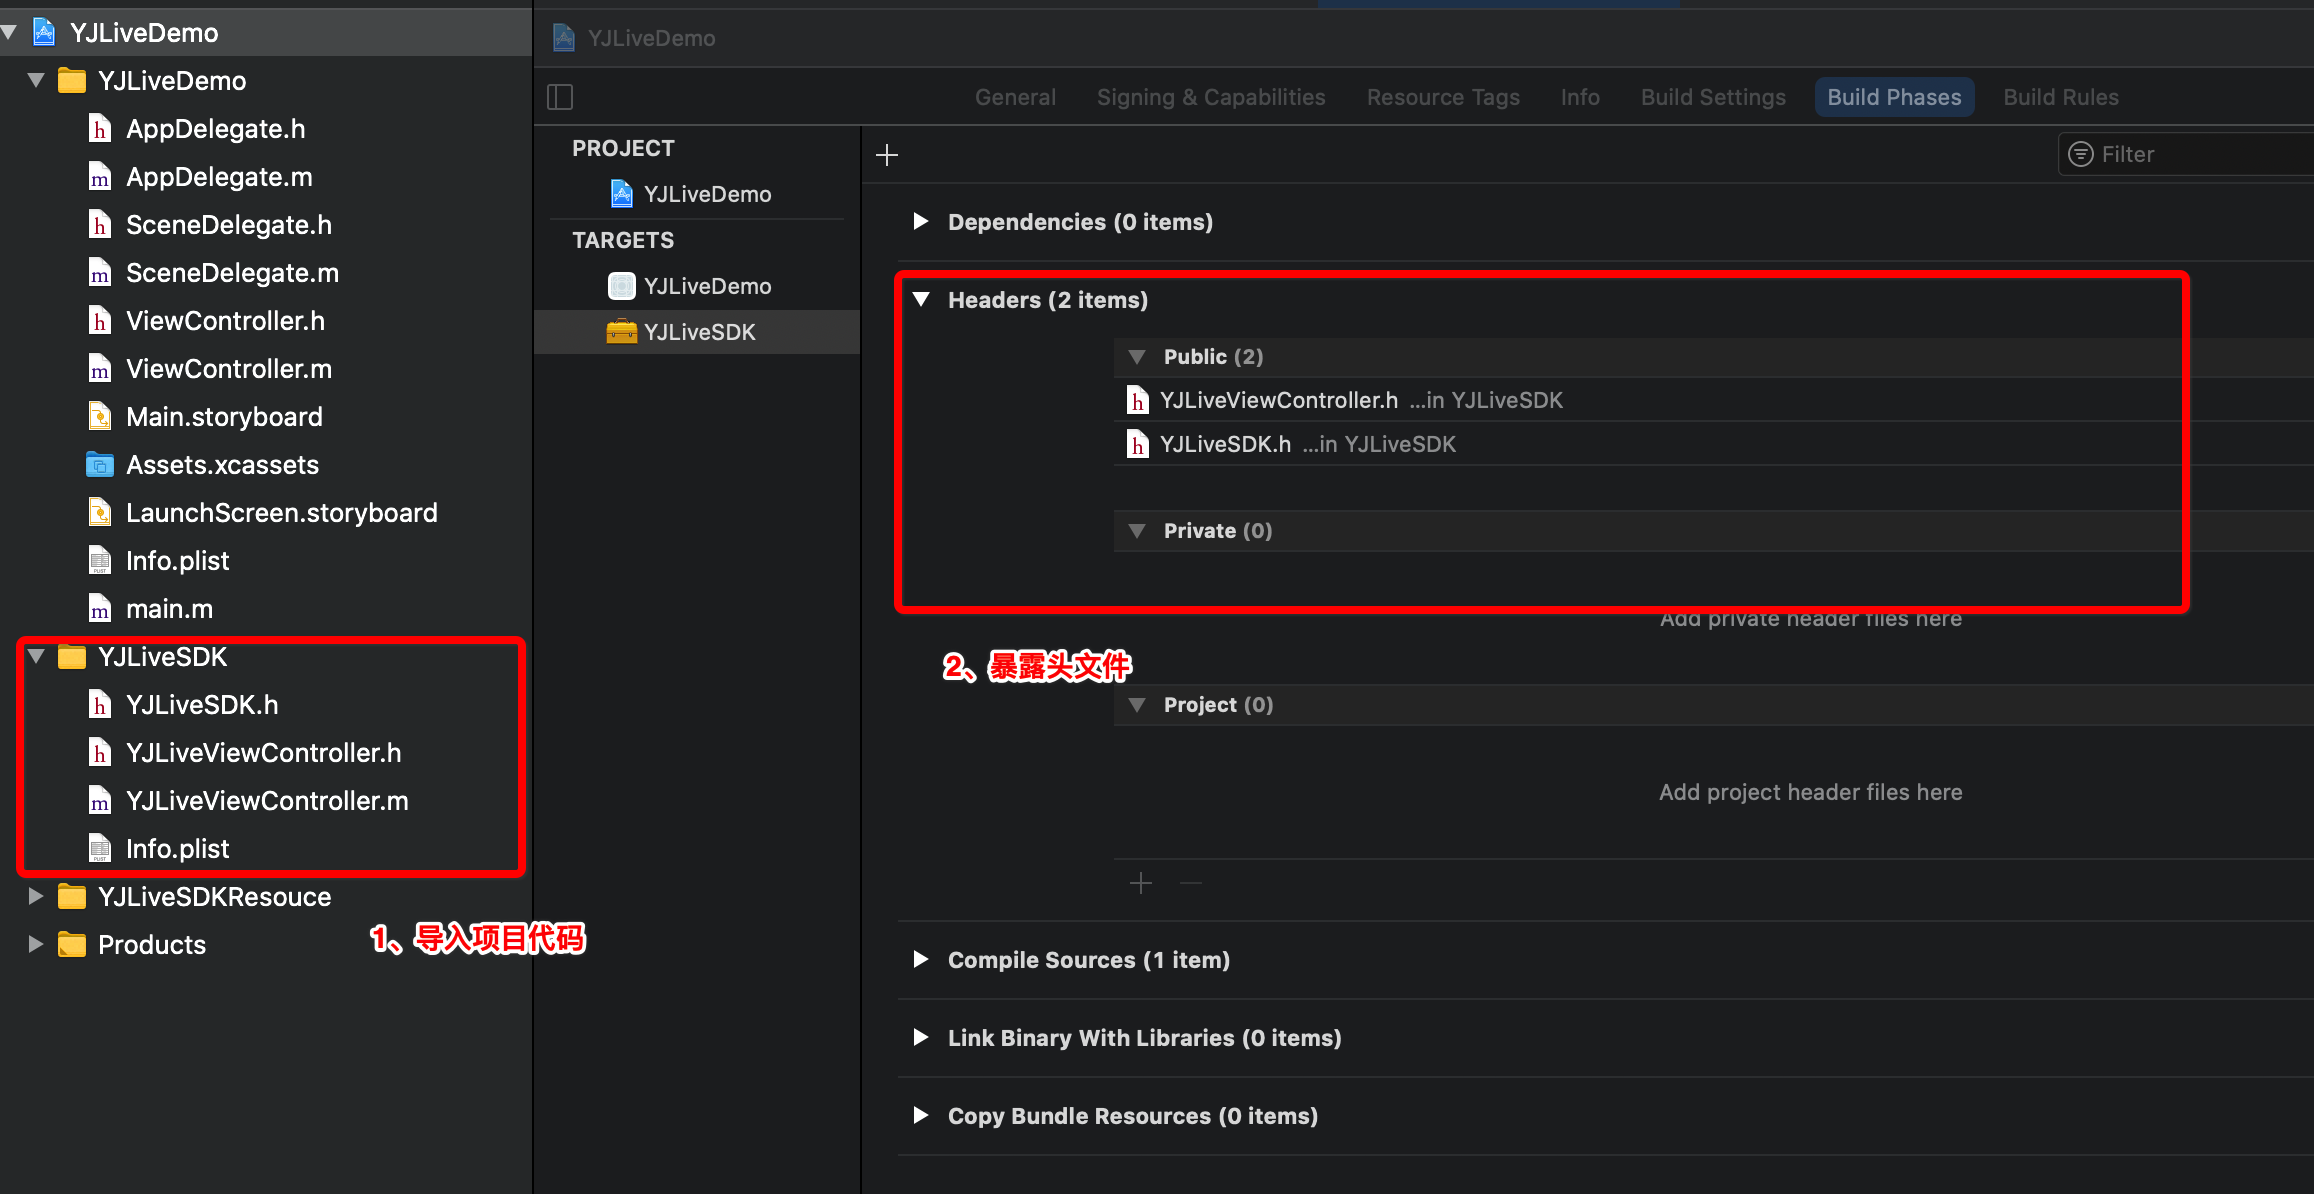 YJLiveDemo
YJLiveDemo
AppDelegate.h
AppDelegate.m
SceneDelegate.h
SceneDelegate.m
ViewController.h
ViewController.m
Main.storyboard
Assets.xcassets
LaunchScreen.storyboard
Info.plist
main.m
YJLiveSDK
YJLiveSDK.h
YJLiveViewController.h
YJLiveViewController.m
Info.plist
YJLiveSDKResouce
Products
1、导入项目代码
YJLiveDemo
General Signing & Capabilities Resource Tags Info Build Settings Build Phases Build Rules
PROJECT
YJLiveDemo
TARGETS
YJLiveDemo
YJLiveSDK
Filter
Dependencies (0 items)
Headers (2 items)
Public (2)
YJLiveViewController.h ...in YJLiveSDK
YJLiveSDK.h ...in YJLiveSDK
Private (0)
Add private header files here
2、暴露头文件
Project (0)
Add project header files here
Compile Sources (1 item)
Link Binary With Libraries (0 items)
Copy Bundle Resources (0 items)